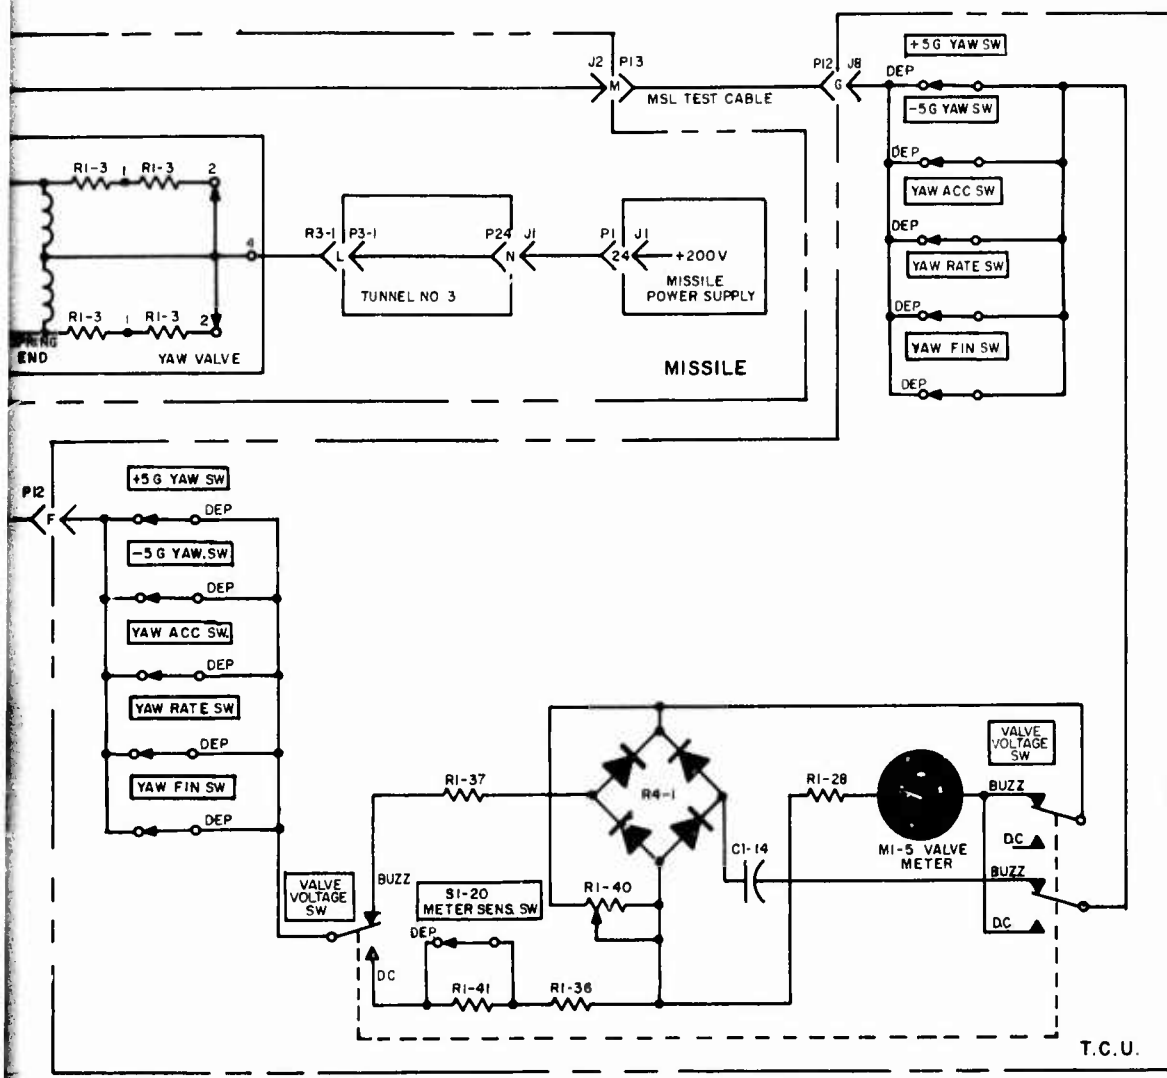 +5G YAW SW
J2 P13
P12 J8
DEP
M
G
MSL TEST CABLE
-5G YAW SW
DEP
R1-3 1 R1-3 2
YAW ACC SW
DEP
4
R3-1 P3-1
P24 J1
P1 J1
L
N
24
+200V
YAW RATE SW
TUNNEL NO 3
MISSILE
POWER SUPPLY
DEP
R1-3 1 R1-3 2
YAW FIN SW
SPRING
END
YAW VALVE
MISSILE
DEP
+5G YAW SW
P12
F
DEP
-5G YAW.SW
DEP
YAW ACC SW.
DEP
YAW RATE SW
DEP
YAW FIN SW
DEP
R1-37
R4-1
R1-28
VALVE
VOLTAGE
SW
BUZZ
M1-5 VALVE
METER
D.C
C1-14
BUZZ
VALVE
VOLTAGE
SW
BUZZ
S1-20
METER SENS. SW
R1-40
D.C
DEP
DC
R1-41
R1-36
T.C.U.